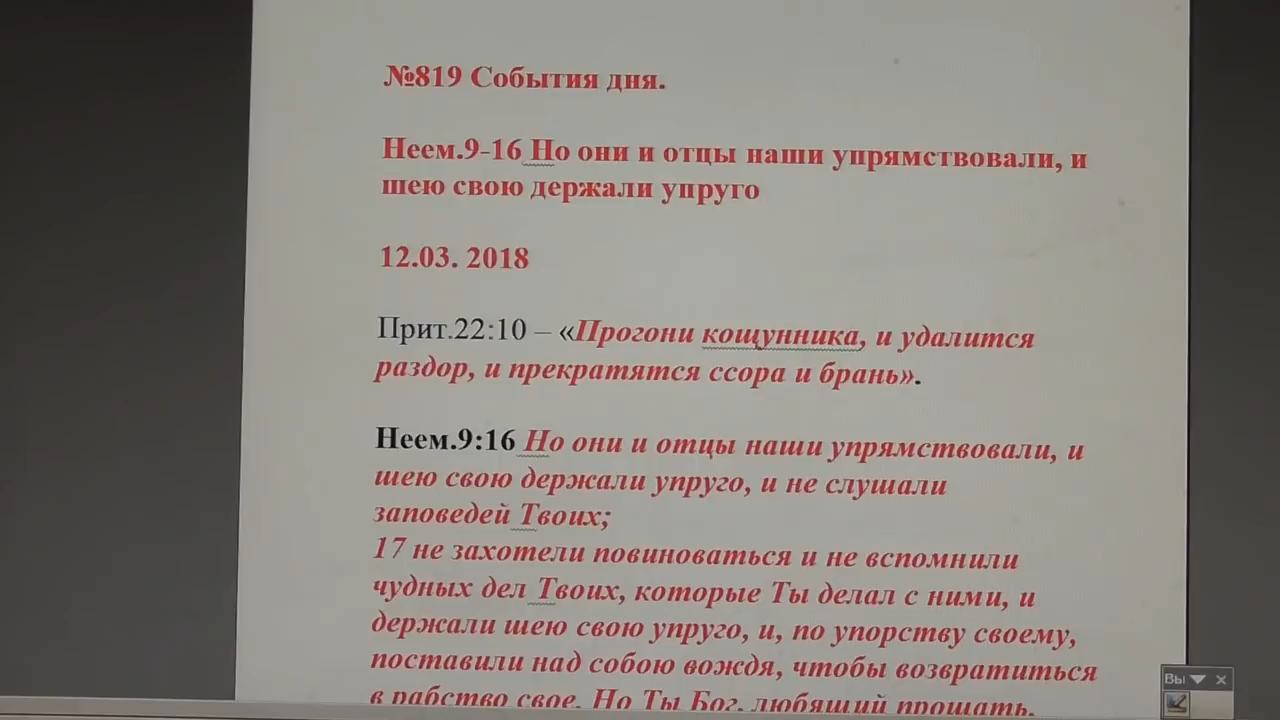 №819 События дня.
Неем.9-16 Но они и отцы наши упрямствовали, и
шею свою держали упруго
12.03. 2018
Прит.22:10 – «Прогони кощунника, и удалится
раздор, и прекратятся ссора и брань».
Неем.9:16 Но они и отцы наши упрямствовали, и
шею свою держали упруго, и не слушали
заповедей Твоих;
17 не захотели повиноваться и не вспомнили
чудных дел Твоих, которые Ты делал с ними, и
держали шею свою упруго, и, по упорству своему,
поставили над собою вождя, чтобы возвратиться
в рабство свое. Но Ты Бог, любящий прощать,
Вы